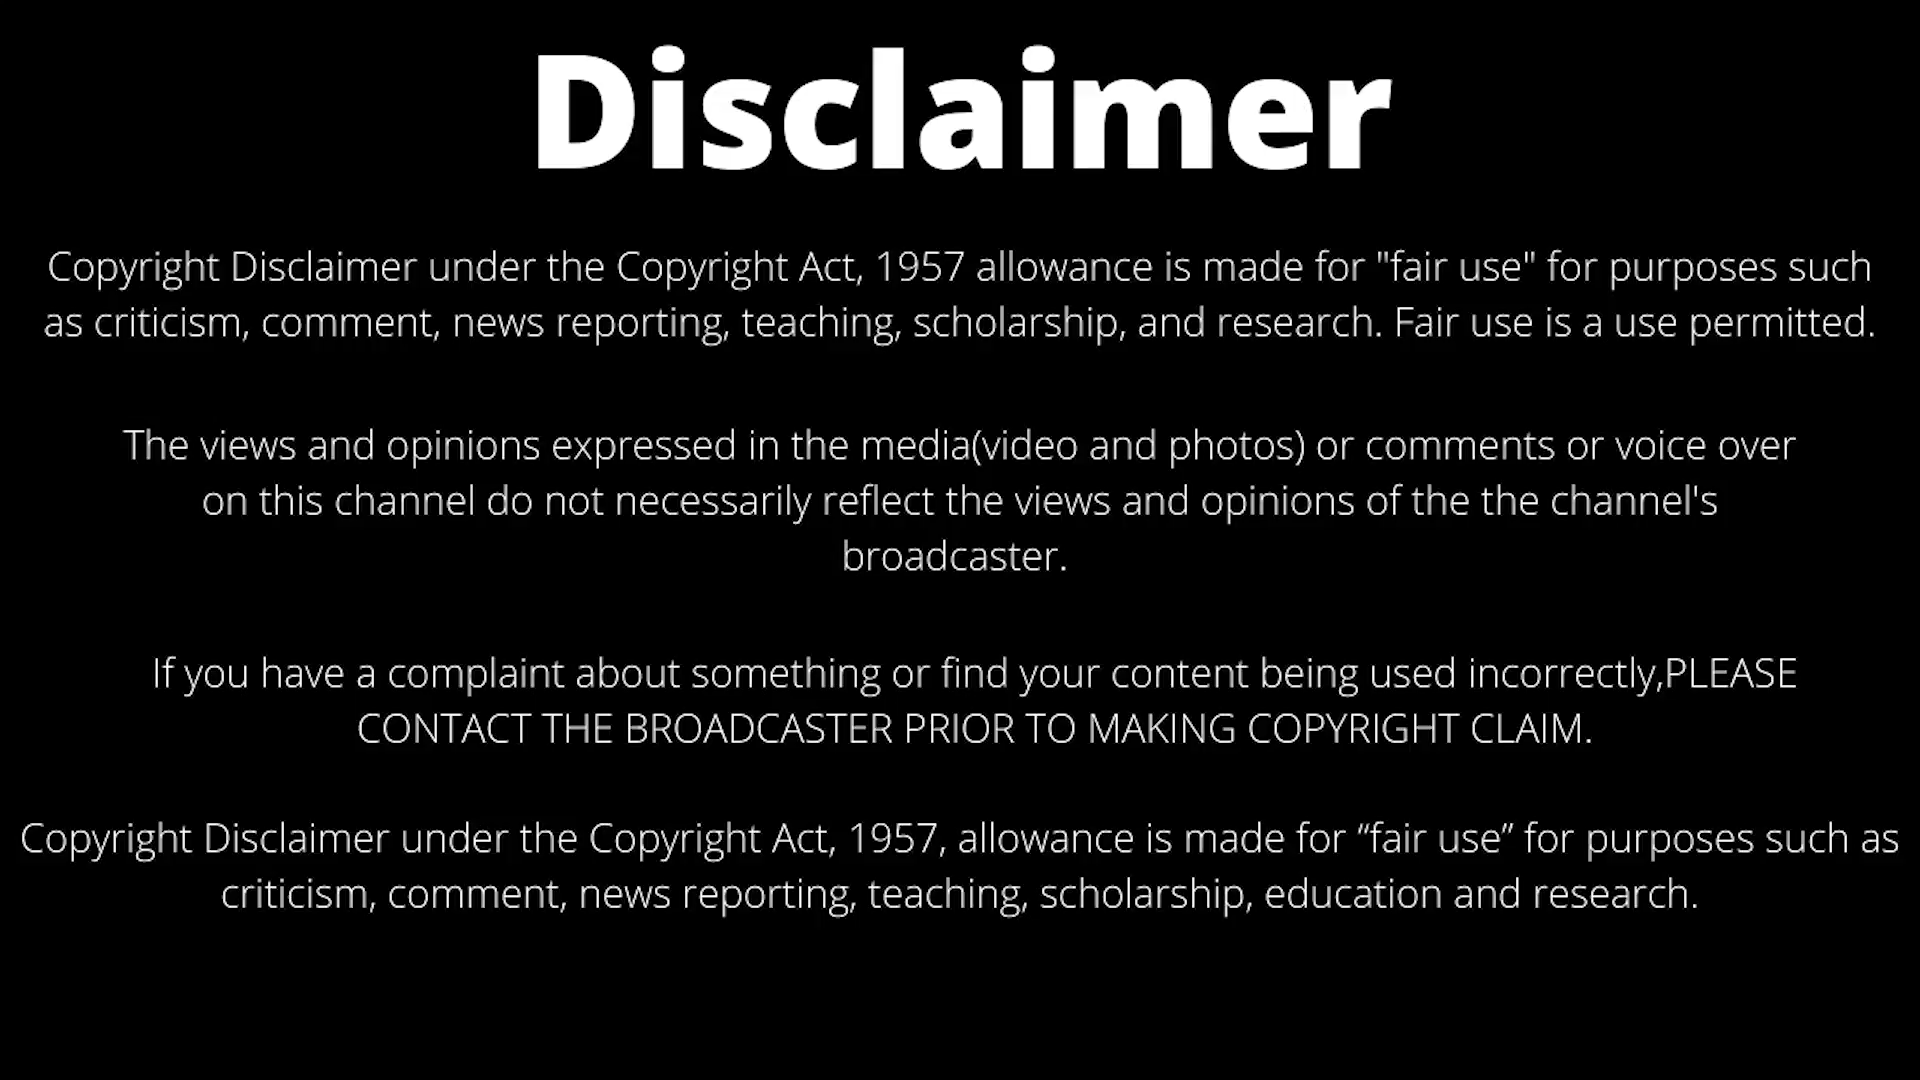 Disclaimer
Copyright Disclaimer under the Copyright Act, 1957 allowance is made for "fair use" for purposes such
as criticism, comment, news reporting, teaching, scholarship, and research. Fair use is a use permitted.
The views and opinions expressed in the media(video and photos) or comments or voice over
on this channel do not necessarily reflect the views and opinions of the the channel's
broadcaster.
If you have a complaint about something or find your content being used incorrectly,PLEASE
CONTACT THE BROADCASTER PRIOR TO MAKING COPYRIGHT CLAIM.
Copyright Disclaimer under the Copyright Act, 1957, allowance is made for “fair use” for purposes such as
criticism, comment, news reporting, teaching, scholarship, education and research.